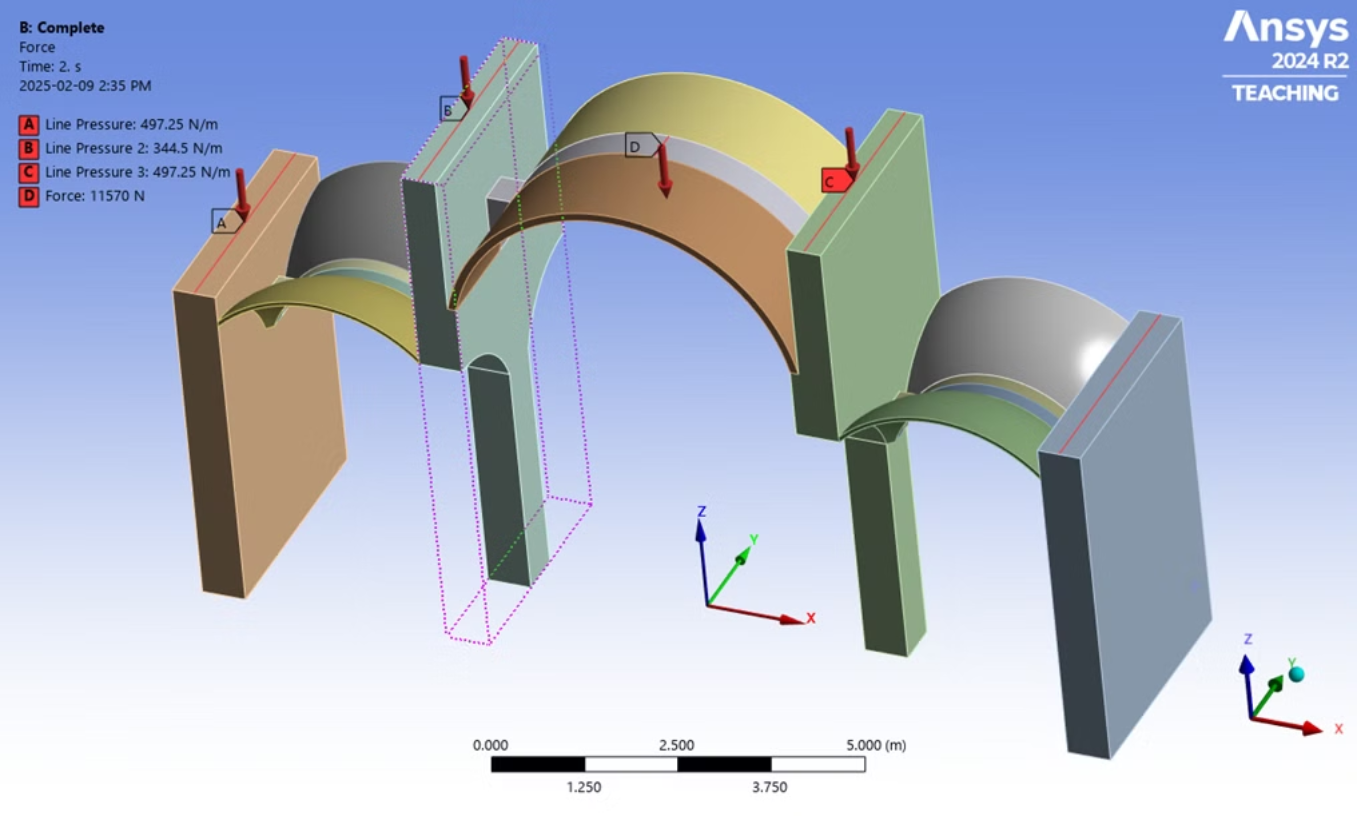 B: Complete
Force
Time: 2. s
2025-02-09 2:35 PM
A Line Pressure: 497.25 N/m
B Line Pressure 2: 344.5 N/m
C Line Pressure 3: 497.25 N/m
D Force: 11570 N
Ansys
2024 R2
TEACHING
B
D
C
A
Z
Y
X
Z
Y
X
0.000 2.500 5.000 (m)
1.250 3.750